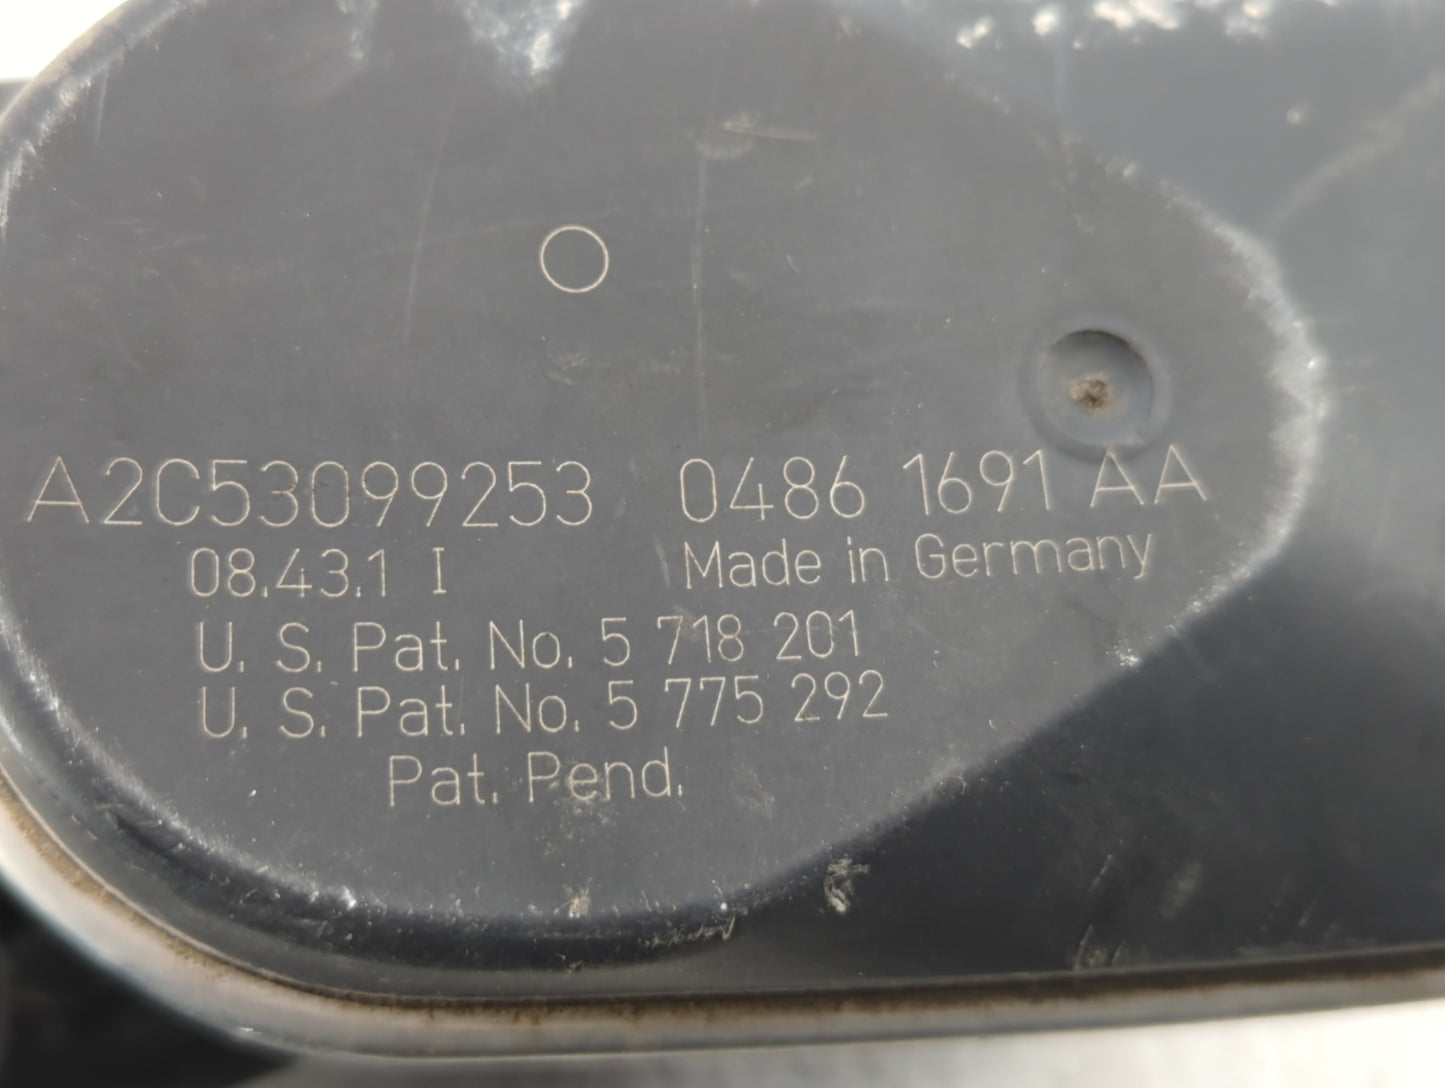 A2C53099253 0486 1691 AA
08.43.1 I Made in Germany
U. S. Pat. No. 5 718 201
U. S. Pat. No. 5 775 292
Pat. Pend.